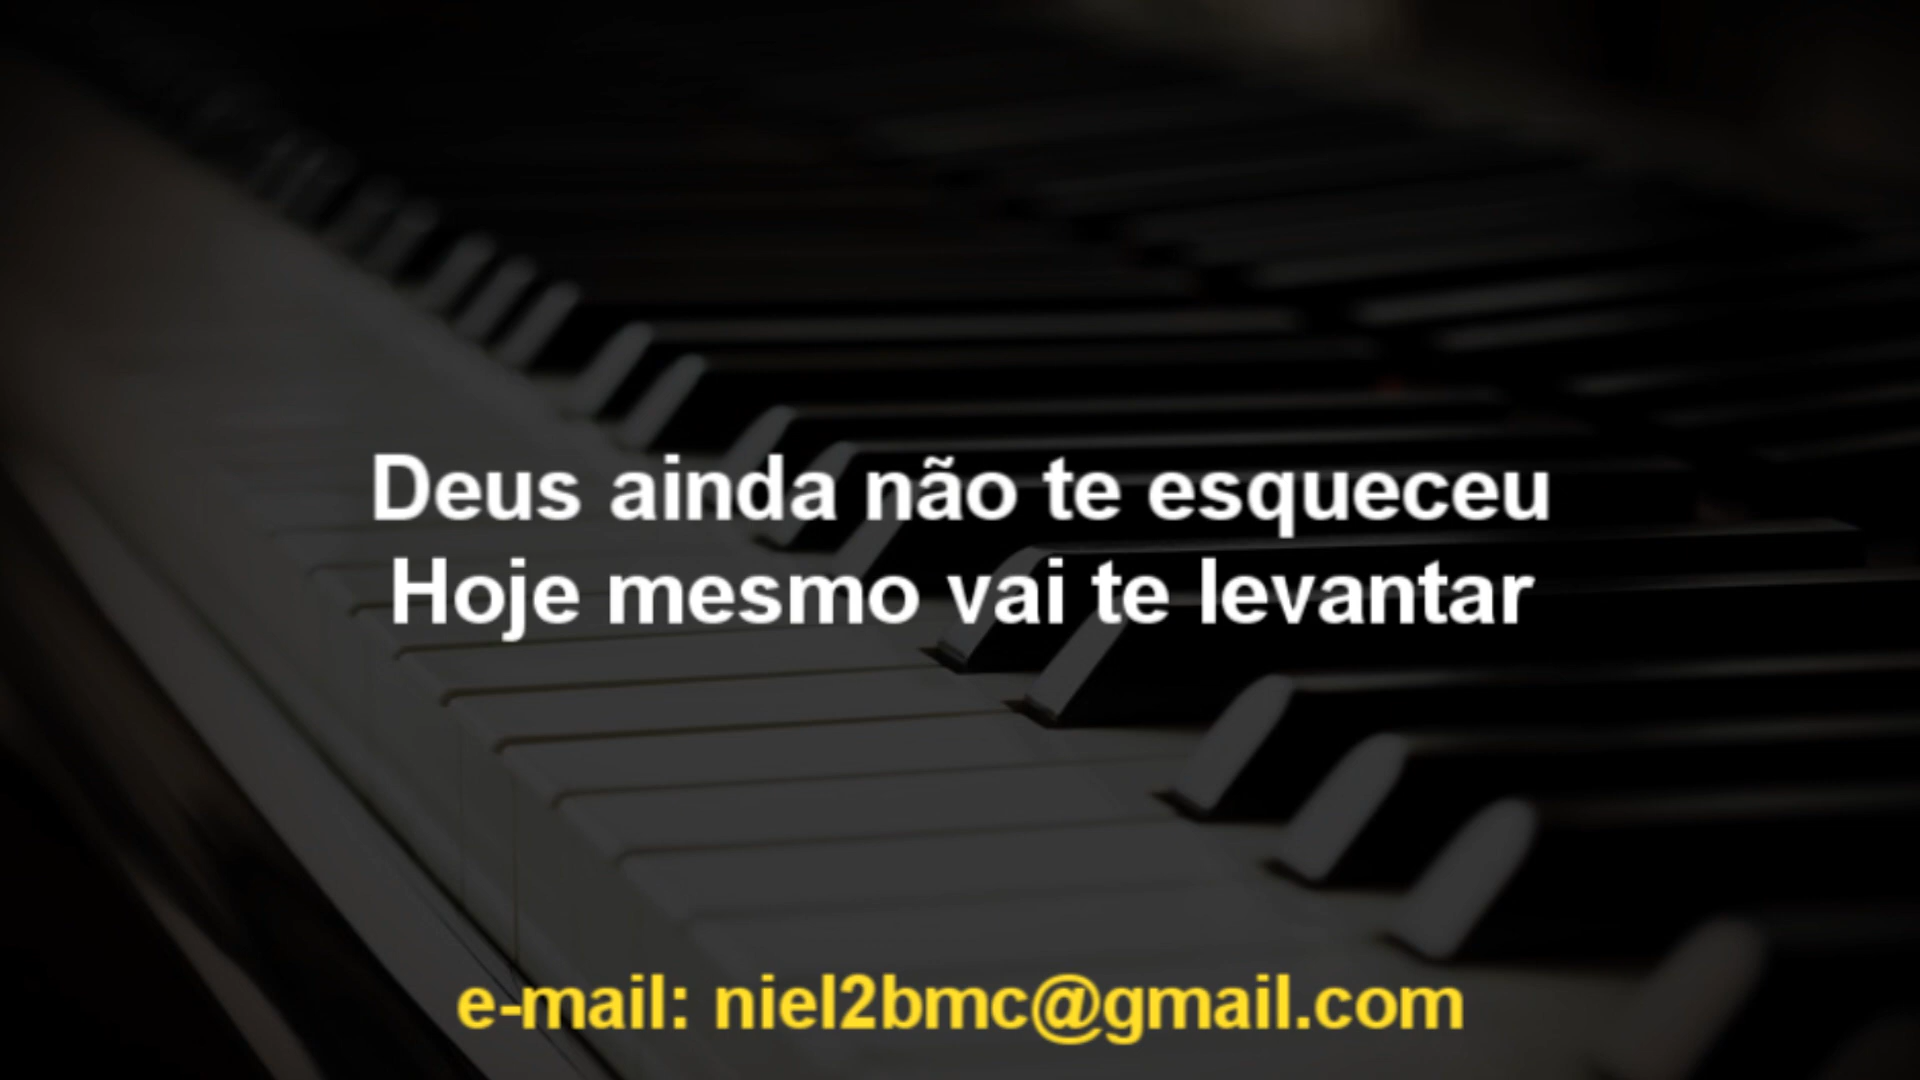 Deus ainda não te esqueceu
Hoje mesmo vai te levantar
e-mail: niel2bmc@gmail.com